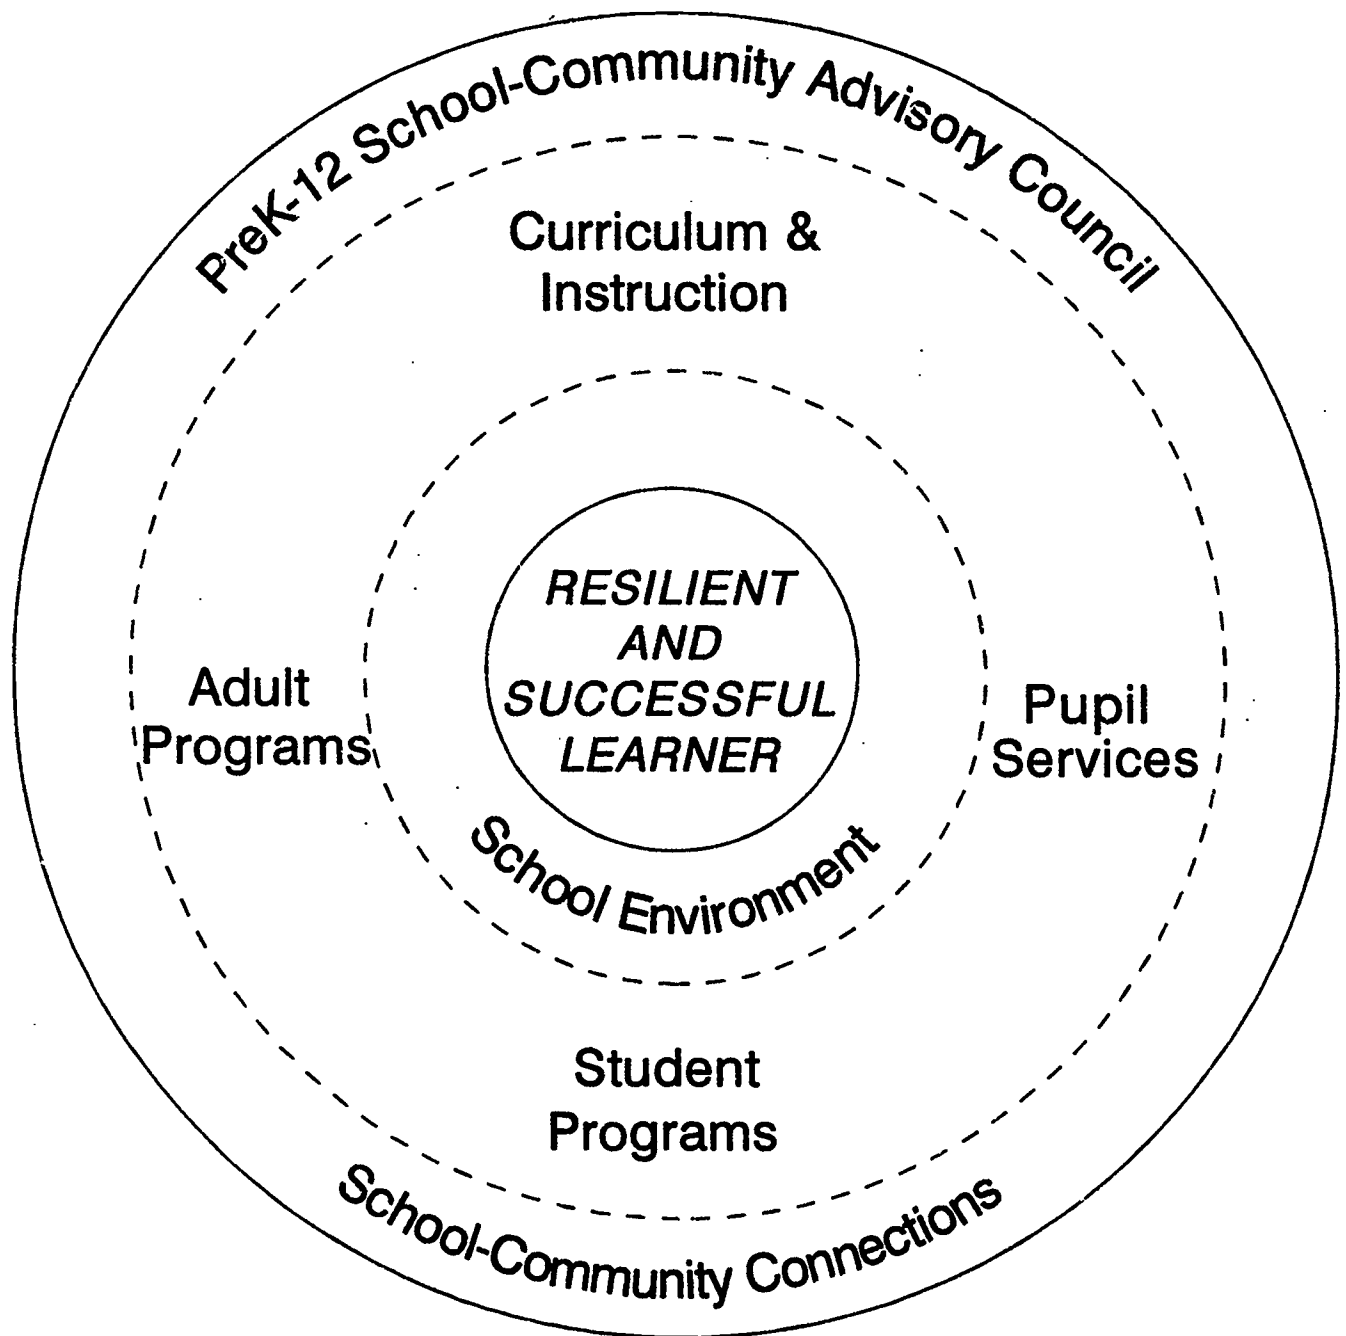 PreK-12 School-Community Advisory Council
Curriculum &
Instruction
RESILIENT
AND
SUCCESSFUL
LEARNER
Adult
Programs
Pupil
Services
School Environment
Student
Programs
School-Community Connections